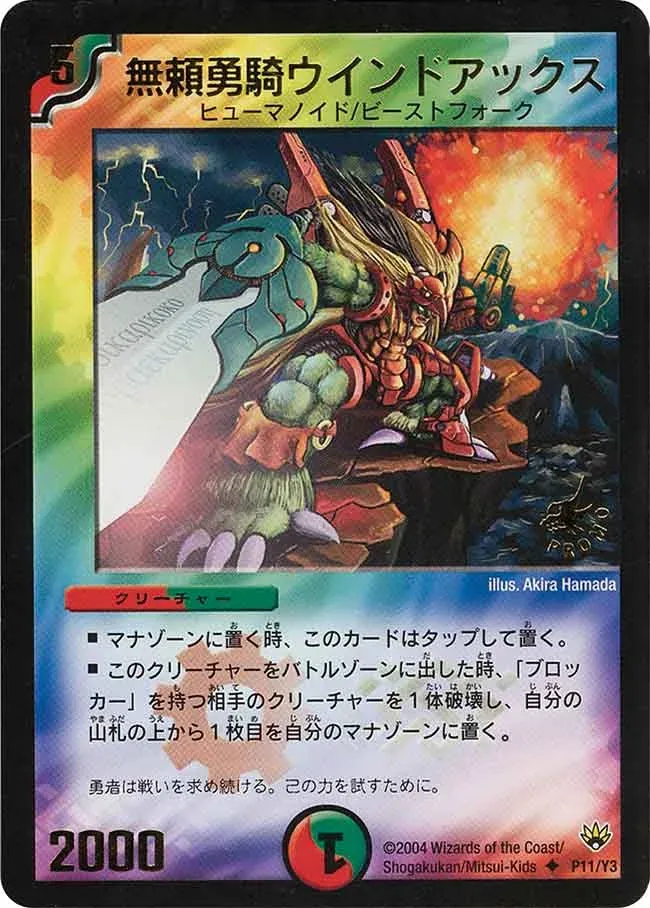 5
無頼勇騎ウインドアックス
ヒューマノイド/ビーストフォーク
PROMO
illus. Akira Hamada
クリーチャー
■ マナゾーンに置く時、このカードはタップして置く。
■ このクリーチャーをバトルゾーンに出した時、「ブロッ
カー」を持つ相手のクリーチャーを1体破壊し、自分の
山札の上から1枚目を自分のマナゾーンに置く。
勇者は戦いを求め続ける。己の力を試すために。
2000
1
©2004 Wizards of the Coast/
Shogakukan/Mitsui-Kids
P11/Y3